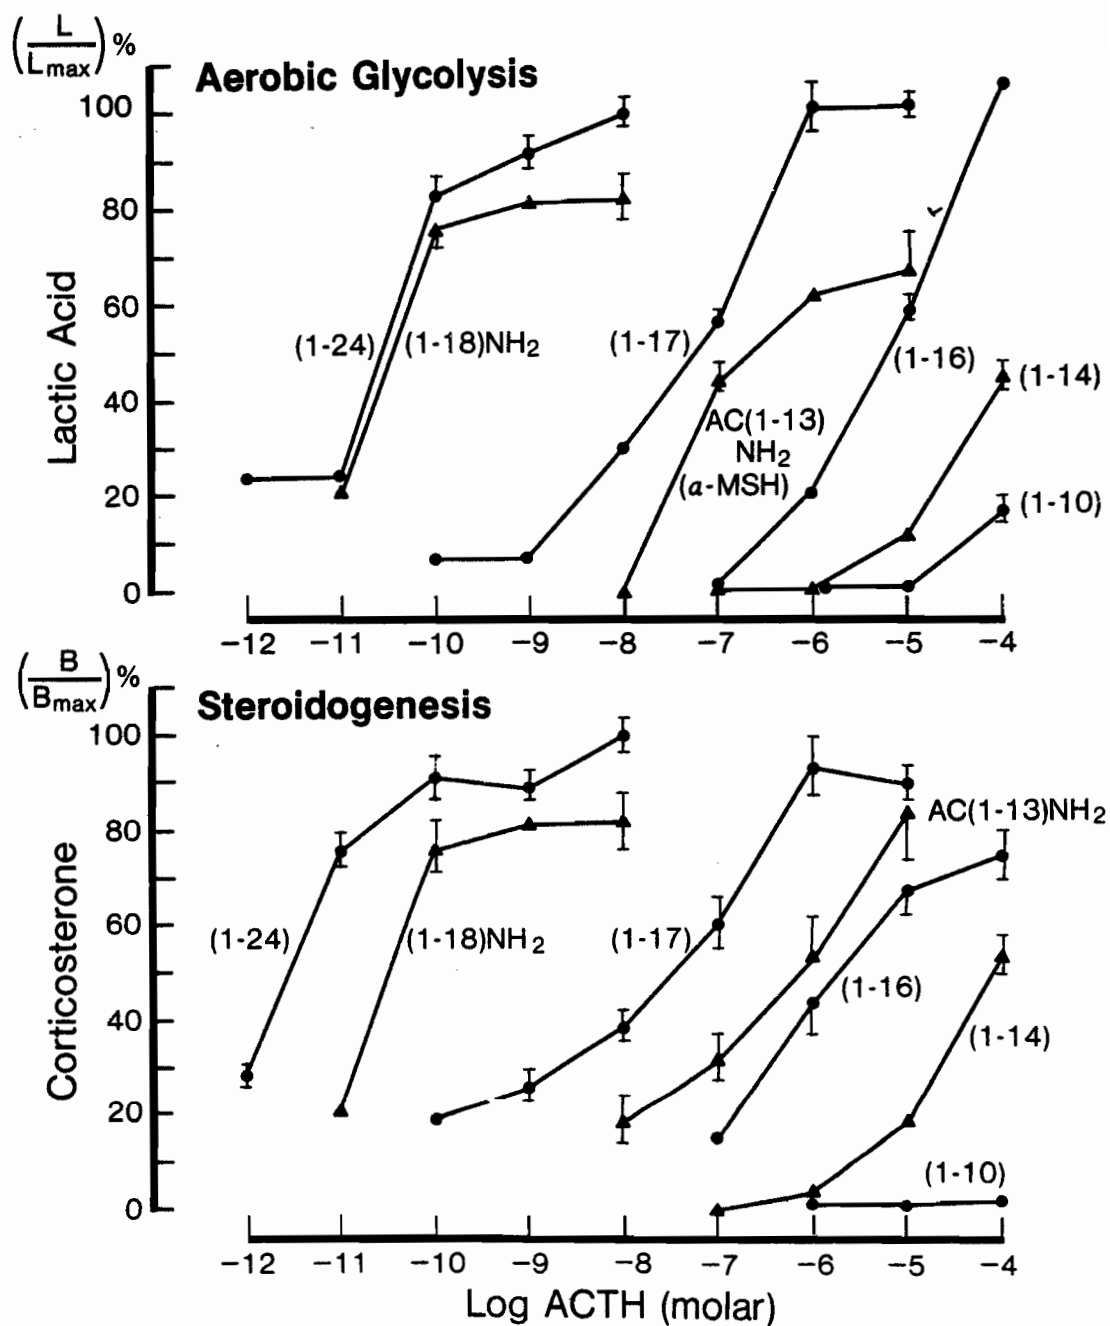 (L/Lmax) %
Aerobic Glycolysis
100
80
60
40
20
0
Lactic Acid
(1-24)
(1-18)NH2
(1-17)
AC(1-13)
NH2
(a-MSH)
(1-16)
(1-14)
(1-10)
−12 −11 −10 −9 −8 −7 −6 −5 −4
(B/Bmax) %
Steroidogenesis
100
80
60
40
20
0
Corticosterone
(1-24)
(1-18)NH2
(1-17)
AC(1-13)NH2
(1-16)
(1-14)
(1-10)
−12 −11 −10 −9 −8 −7 −6 −5 −4
Log ACTH (molar)